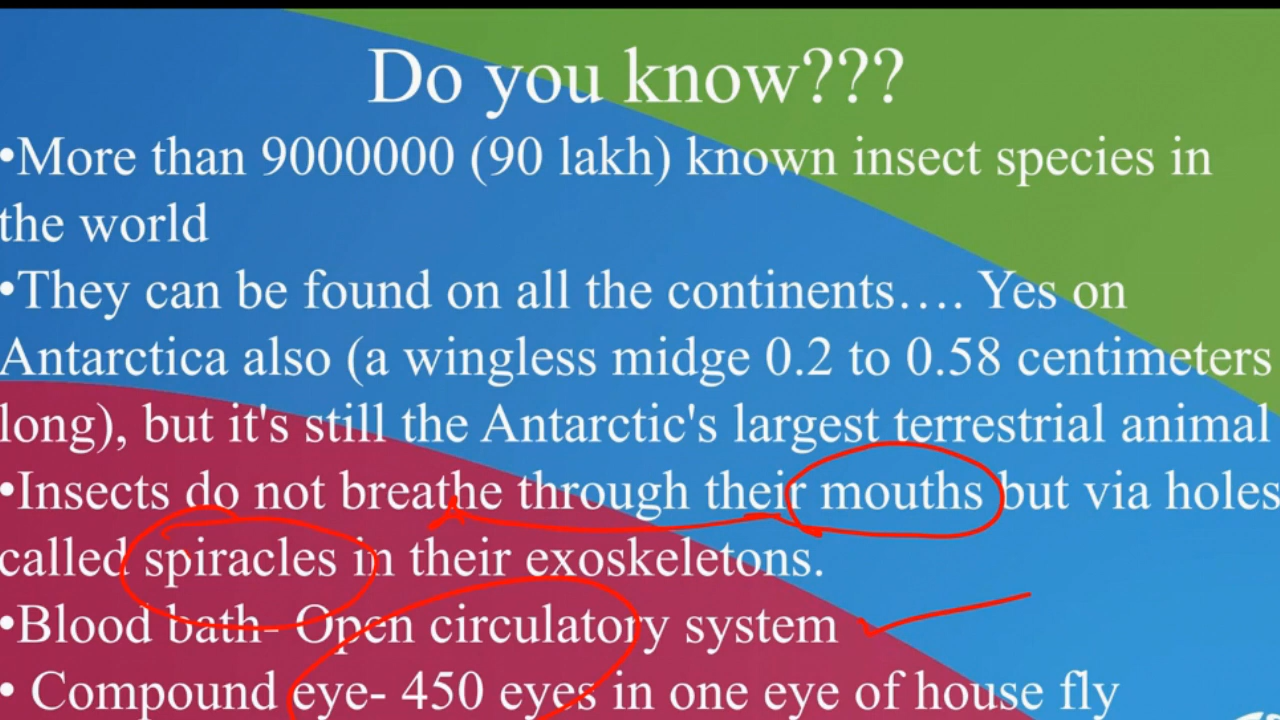 Do you know???
•More than 9000000 (90 lakh) known insect species in
the world
•They can be found on all the continents…. Yes on
Antarctica also (a wingless midge 0.2 to 0.58 centimeters
long), but it's still the Antarctic's largest terrestrial animal
•Insects do not breathe through their mouths but via holes
called spiracles in their exoskeletons.
•Blood bath- Open circulatory system
• Compound eye- 450 eyes in one eye of house fly